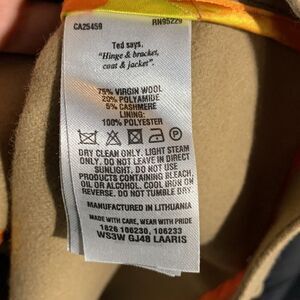 CA25459 RN95229
Ted says,
"Hinge & bracket,
coat & jacket".
75% VIRGIN WOOL
20% POLYAMIDE
5% CASHMERE
LINING:
100% POLYESTER
P
DRY CLEAN ONLY. LIGHT STEAM
ONLY. DO NOT LEAVE IN DIRECT
SUNLIGHT. DO NOT USE
PRODUCTS CONTAINING BLEACH,
OIL OR ALCOHOL. COOL IRON ON
REVERSE. DO NOT TUMBLE DRY
MANUFACTURED IN LITHUANIA
MADE WITH CARE, WEAR WITH PRIDE
1826 106230, 106233
WS3W GJ48 LAARIS